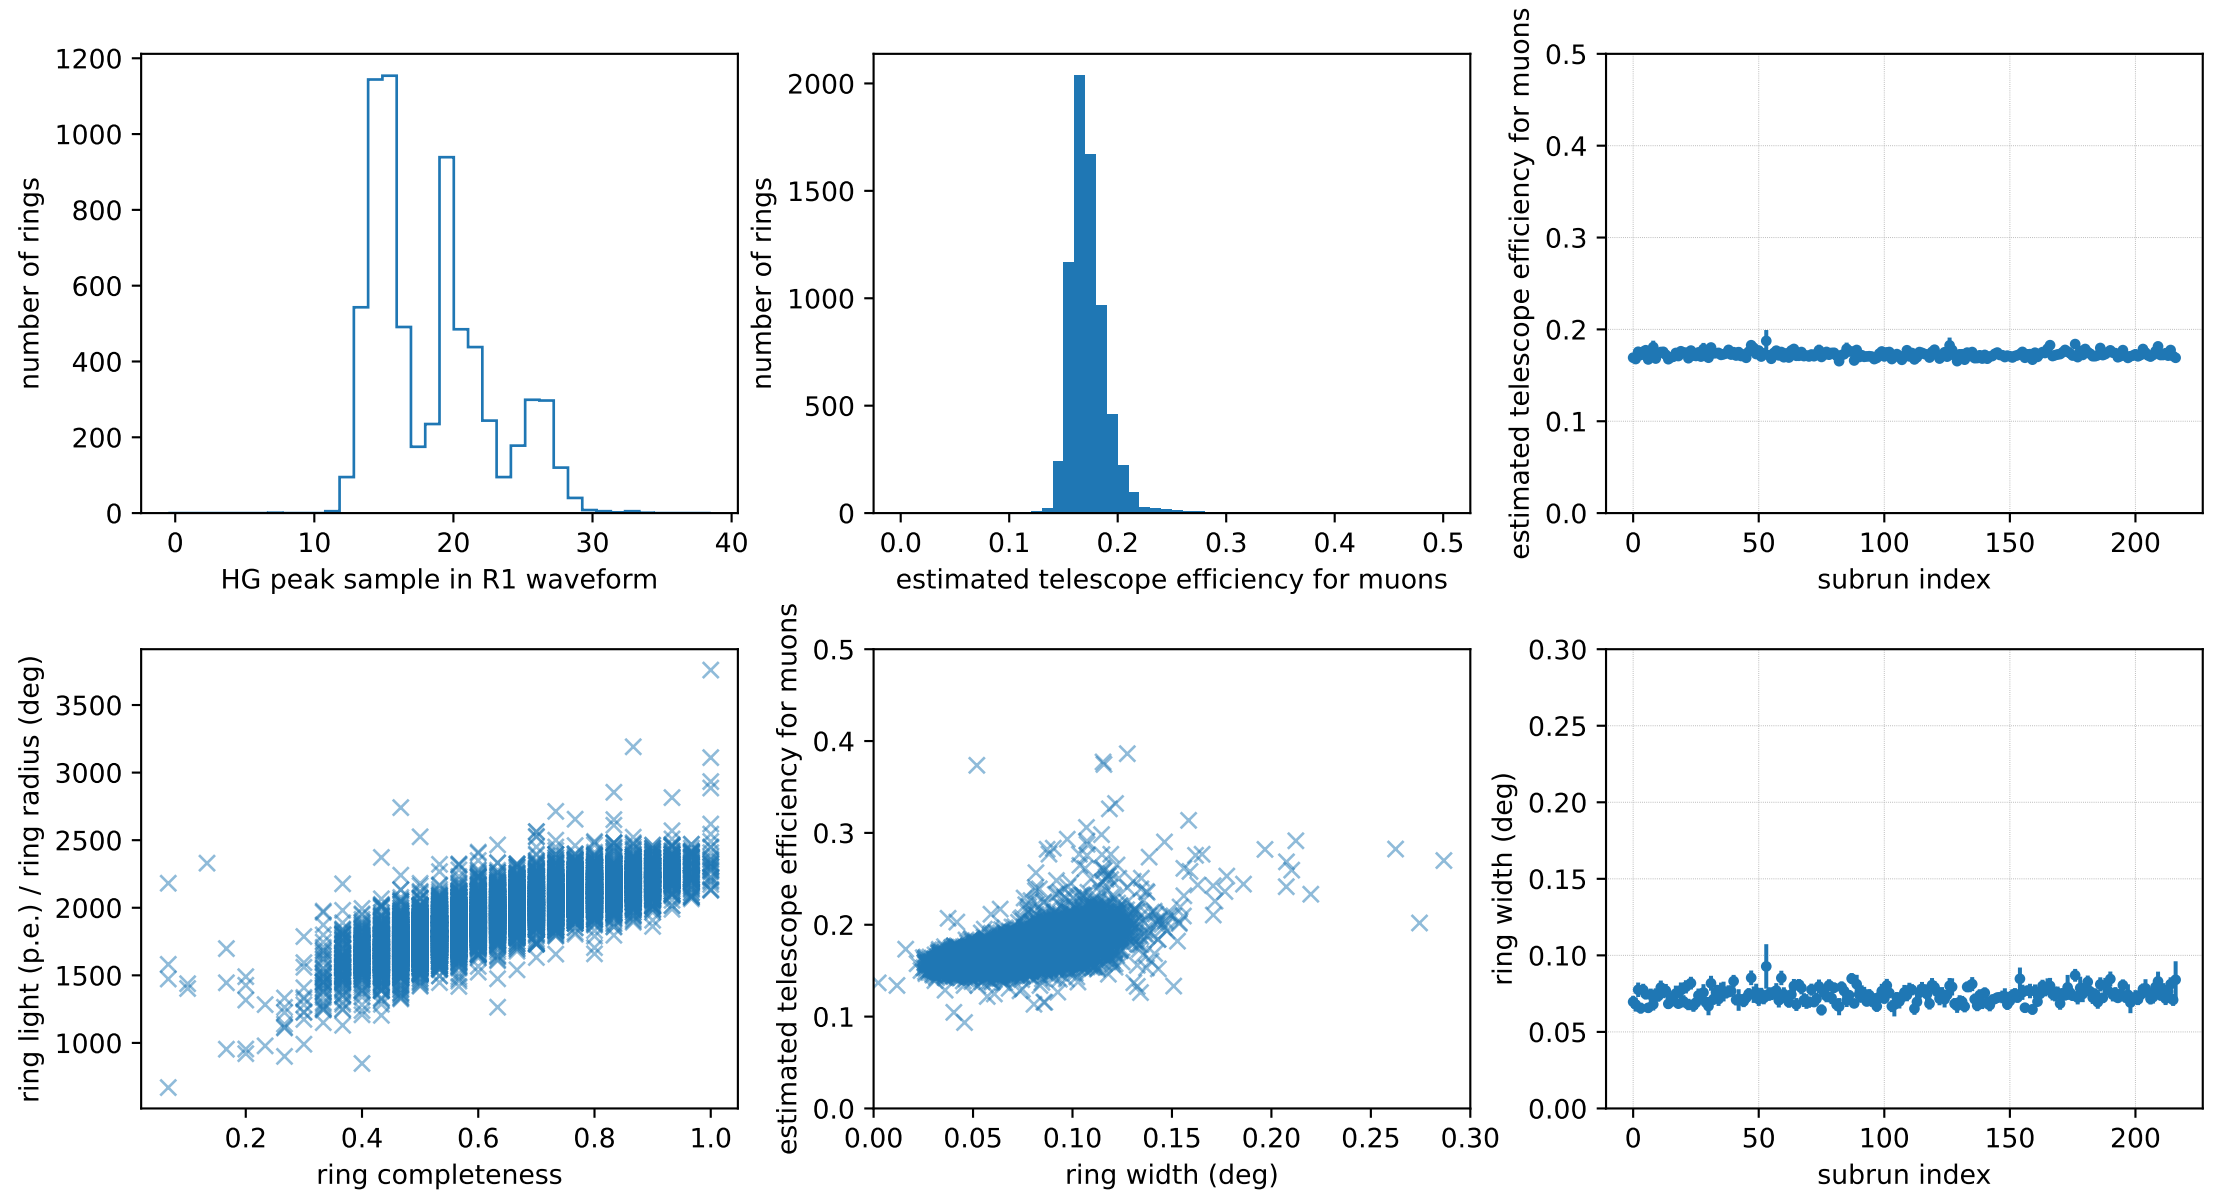 1200
1000
800
600
400
200
0
number of rings
0 10 20 30 40
HG peak sample in R1 waveform
2000
1500
1000
500
0
number of rings
0.0 0.1 0.2 0.3 0.4 0.5
estimated telescope efficiency for muons
0.5
0.4
0.3
0.2
0.1
0.0
estimated telescope efficiency for muons
0 50 100 150 200
subrun index
3500
3000
2500
2000
1500
1000
ring light (p.e.) / ring radius (deg)
0.2 0.4 0.6 0.8 1.0
ring completeness
0.5
0.4
0.3
0.2
0.1
0.0
estimated telescope efficiency for muons
0.00 0.05 0.10 0.15 0.20 0.25 0.30
ring width (deg)
0.30
0.25
0.20
0.15
0.10
0.05
0.00
ring width (deg)
0 50 100 150 200
subrun index